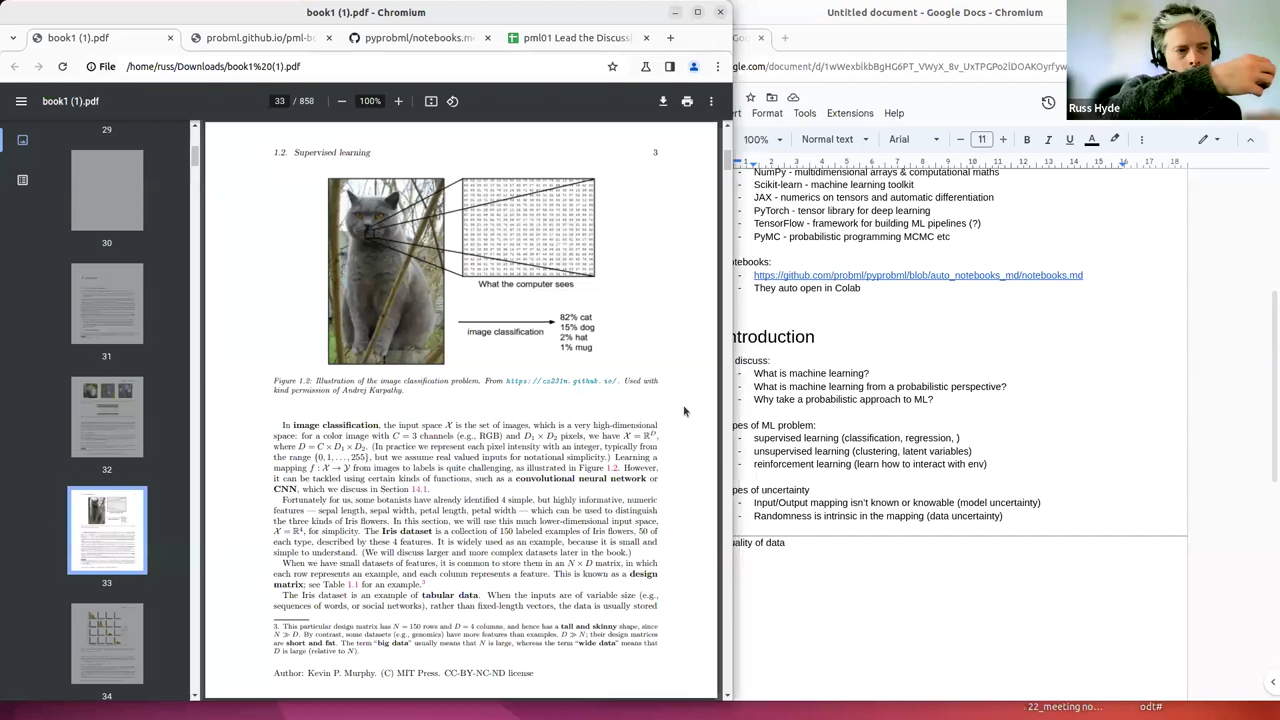 book1 (1).pdf - Chromium
Untitled document - Google Docs - Chromium
book1 (1).pdf
probml.github.io/pml-b
pyprobml/notebooks.m
pml01 Lead the Discuss
File
/home/russ/Downloads/book1%20(1).pdf
gle.com/document/d/1wWexblkbBgHG6PT_VWyX_8v_UxTPGPo2lDOAKOyrfyw
Russ Hyde
book1 (1).pdf
33 / 858
100%
Format Tools Extensions Help
100% Normal text Arial 11
B I U A
1 2 3 4 5 6 7 8 9 10 11 12 13 14 15 16 17 18
29
30
31
32
33
34
1.2. Supervised learning 3
What the computer sees
image classification
82% cat
15% dog
2% hat
1% mug
Figure 1.2: Illustration of the image classification problem. From https://cs231n.github.io/. Used with
kind permission of Andrej Karpathy.
In image classification, the input space X is the set of images, which is a very high-dimensional
space: for a color image with C = 3 channels (e.g., RGB) and D₁ × D₂ pixels, we have X = ℝᴰ,
where D = C × D₁ × D₂. (In practice we represent each pixel intensity with an integer, typically from
the range {0, 1, . . . , 255}, but we assume real valued inputs for notational simplicity.) Learning a
mapping f : X → Y from images to labels is quite challenging, as illustrated in Figure 1.2. However,
it can be tackled using certain kinds of functions, such as a convolutional neural network or
CNN, which we discuss in Section 14.1.
Fortunately for us, some botanists have already identified 4 simple, but highly informative, numeric
features — sepal length, sepal width, petal length, petal width — which can be used to distinguish
the three kinds of Iris flowers. In this section, we will use this much lower-dimensional input space,
X = ℝ⁴, for simplicity. The Iris dataset is a collection of 150 labeled examples of Iris flowers, 50 of
each type, described by these 4 features. It is widely used as an example, because it is small and
simple to understand. (We will discuss larger and more complex datasets later in the book.)
When we have small datasets of features, it is common to store them in an N × D matrix, in which
each row represents an example, and each column represents a feature. This is known as a design
matrix; see Table 1.1 for an example.³
The Iris dataset is an example of tabular data. When the inputs are of variable size (e.g.,
sequences of words, or social networks), rather than fixed-length vectors, the data is usually stored
3. This particular design matrix has N = 150 rows and D = 4 columns, and hence has a tall and skinny shape, since
N ≫ D. By contrast, some datasets (e.g., genomics) have more features than examples, D ≫ N; their design matrices
are short and fat. The term “big data” usually means that N is large, whereas the term “wide data” means that
D is large (relative to N).
Author: Kevin P. Murphy. (C) MIT Press. CC-BY-NC-ND license
- NumPy - multidimensional arrays & computational maths
- Scikit-learn - machine learning toolkit
- JAX - numerics on tensors and automatic differentiation
- PyTorch - tensor library for deep learning
- TensorFlow - framework for building ML pipelines (?)
- PyMC - probabilistic programming MCMC etc
otebooks:
- https://github.com/probml/pyprobml/blob/auto_notebooks_md/notebooks.md
- They auto open in Colab
ntroduction
discuss:
- What is machine learning?
- What is machine learning from a probabilistic perspective?
- Why take a probabilistic approach to ML?
pes of ML problem:
- supervised learning (classification, regression, )
- unsupervised learning (clustering, latent variables)
- reinforcement learning (learn how to interact with env)
pes of uncertainty
- Input/Output mapping isn’t known or knowable (model uncertainty)
- Randomness is intrinsic in the mapping (data uncertainty)
uality of data
22_meeting no... odt#